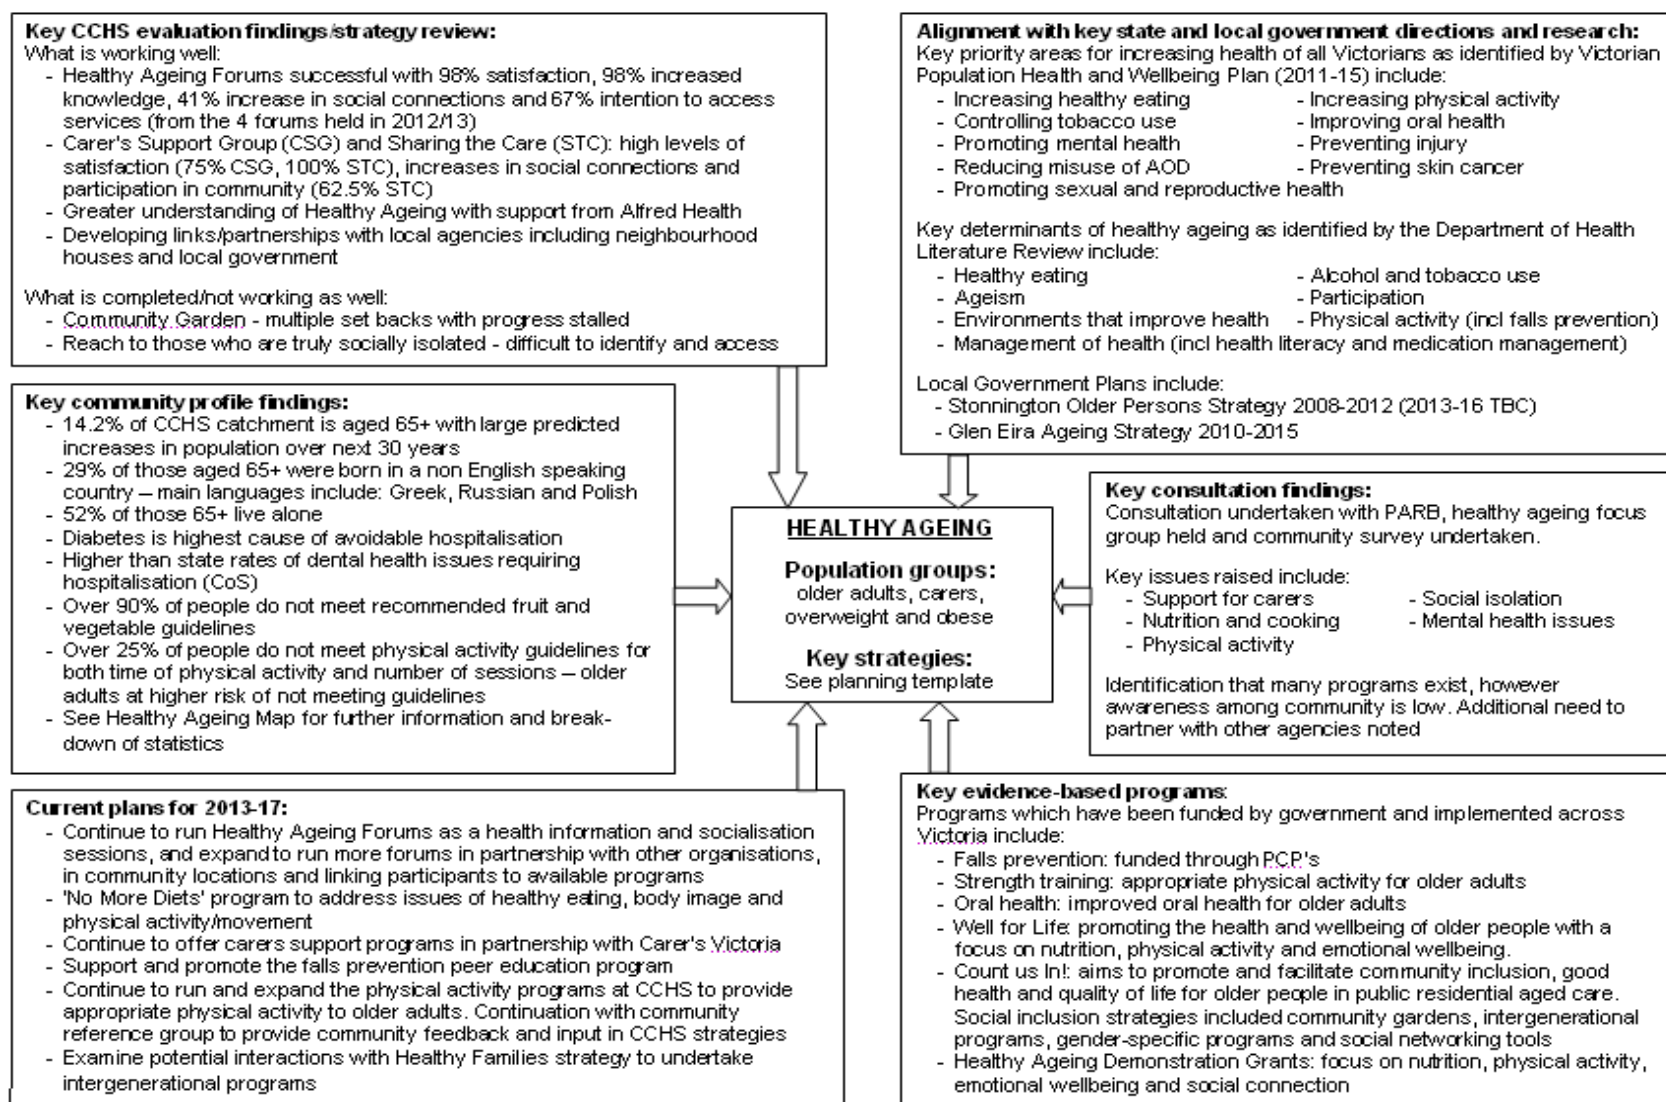 Key CCHS evaluation findings/strategy review:
What is working well:
- Healthy Ageing Forums successful with 98% satisfaction, 98% increased
knowledge, 41% increase in social connections and 67% intention to access
services (from the 4 forums held in 2012/13)
- Carer's Support Group (CSG) and Sharing the Care (STC): high levels of
satisfaction (75% CSG, 100% STC), increases in social connections and
participation in community (62.5% STC)
- Greater understanding of Healthy Ageing with support from Alfred Health
- Developing links/partnerships with local agencies including neighbourhood
houses and local government
What is completed/not working as well:
- Community Garden - multiple set backs with progress stalled
- Reach to those who are truly socially isolated - difficult to identify and access
Key community profile findings:
- 14.2% of CCHS catchment is aged 65+ with large predicted
increases in population over next 30 years
- 29% of those aged 65+ were born in a non English speaking
country – main languages include: Greek, Russian and Polish
- 52% of those 65+ live alone
- Diabetes is highest cause of avoidable hospitalisation
- Higher than state rates of dental health issues requiring
hospitalisation (CoS)
- Over 90% of people do not meet recommended fruit and
vegetable guidelines
- Over 25% of people do not meet physical activity guidelines for
both time of physical activity and number of sessions – older
adults at higher risk of not meeting guidelines
- See Healthy Ageing Map for further information and break-
down of statistics
Current plans for 2013-17:
- Continue to run Healthy Ageing Forums as a health information and socialisation
sessions, and expand to run more forums in partnership with other organisations,
in community locations and linking participants to available programs
- 'No More Diets' program to address issues of healthy eating, body image and
physical activity/movement
- Continue to offer carers support programs in partnership with Carer's Victoria
- Support and promote the falls prevention peer education program
- Continue to run and expand the physical activity programs at CCHS to provide
appropriate physical activity to older adults. Continuation with community
reference group to provide community feedback and input in CCHS strategies
- Examine potential interactions with Healthy Families strategy to undertake
intergenerational programs
HEALTHY AGEING
Population groups:
older adults, carers,
overweight and obese
Key strategies:
See planning template
Alignment with key state and local government directions and research:
Key priority areas for increasing health of all Victorians as identified by Victorian
Population Health and Wellbeing Plan (2011-15) include:
- Increasing healthy eating - Increasing physical activity
- Controlling tobacco use - Improving oral health
- Promoting mental health - Preventing injury
- Reducing misuse of AOD - Preventing skin cancer
- Promoting sexual and reproductive health
Key determinants of healthy ageing as identified by the Department of Health
Literature Review include:
- Healthy eating - Alcohol and tobacco use
- Ageism - Participation
- Environments that improve health - Physical activity (incl falls prevention)
- Management of health (incl health literacy and medication management)
Local Government Plans include:
- Stonnington Older Persons Strategy 2008-2012 (2013-16 TBC)
- Glen Eira Ageing Strategy 2010-2015
Key consultation findings:
Consultation undertaken with PARB, healthy ageing focus
group held and community survey undertaken.
Key issues raised include:
- Support for carers - Social isolation
- Nutrition and cooking - Mental health issues
- Physical activity
Identification that many programs exist, however
awareness among community is low. Additional need to
partner with other agencies noted
Key evidence-based programs:
Programs which have been funded by government and implemented across
Victoria include:
- Falls prevention: funded through PCP's
- Strength training: appropriate physical activity for older adults
- Oral health: improved oral health for older adults
- Well for Life: promoting the health and wellbeing of older people with a
focus on nutrition, physical activity and emotional wellbeing.
- Count us In!: aims to promote and facilitate community inclusion, good
health and quality of life for older people in public residential aged care.
Social inclusion strategies included community gardens, intergenerational
programs, gender-specific programs and social networking tools
- Healthy Ageing Demonstration Grants: focus on nutrition, physical activity,
emotional wellbeing and social connection